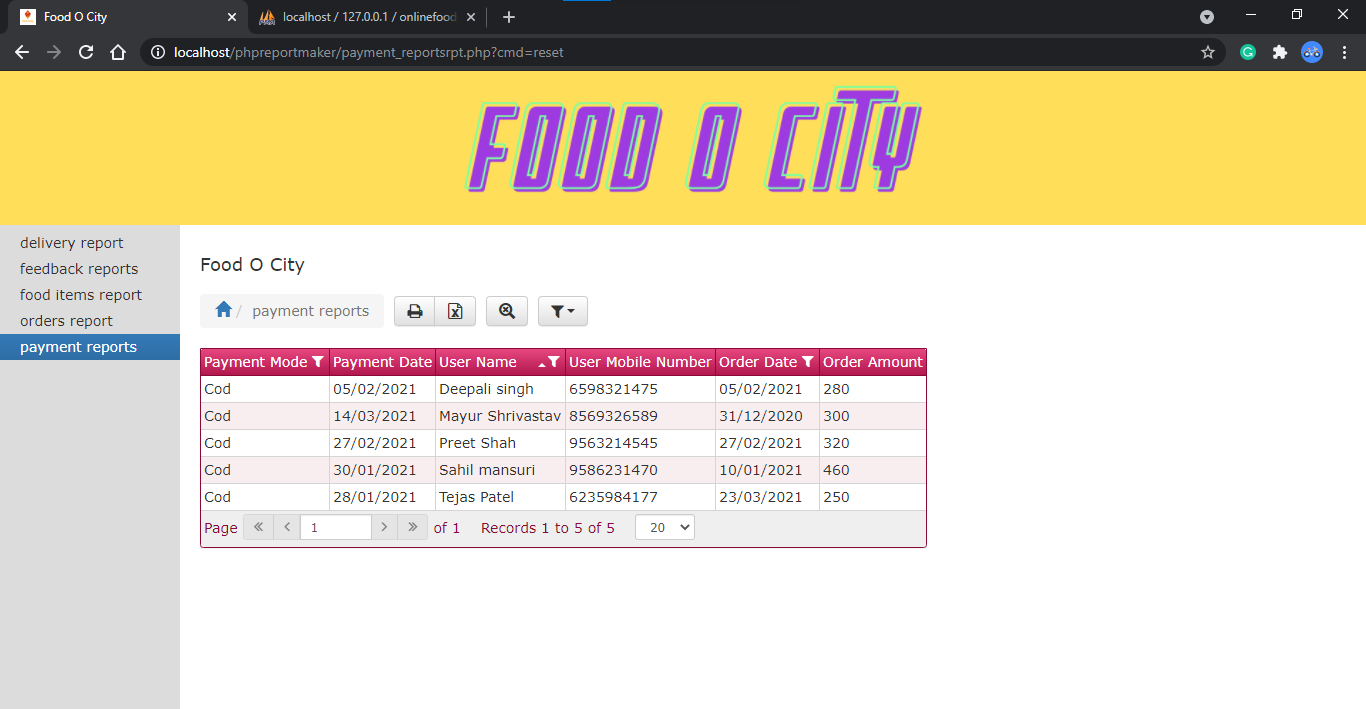 Food O City
localhost / 127.0.0.1 / onlinefood
localhost/phpreportmaker/payment_reportsrpt.php?cmd=reset
FOOD O CiTY
delivery report
feedback reports
food items report
orders report
payment reports
Food O City
/ payment reports
Payment Mode Payment Date User Name User Mobile Number Order Date Order Amount
Cod 05/02/2021 Deepali singh 6598321475 05/02/2021 280
Cod 14/03/2021 Mayur Shrivastav 8569326589 31/12/2020 300
Cod 27/02/2021 Preet Shah 9563214545 27/02/2021 320
Cod 30/01/2021 Sahil mansuri 9586231470 10/01/2021 460
Cod 28/01/2021 Tejas Patel 6235984177 23/03/2021 250
Page 1 of 1 Records 1 to 5 of 5 20